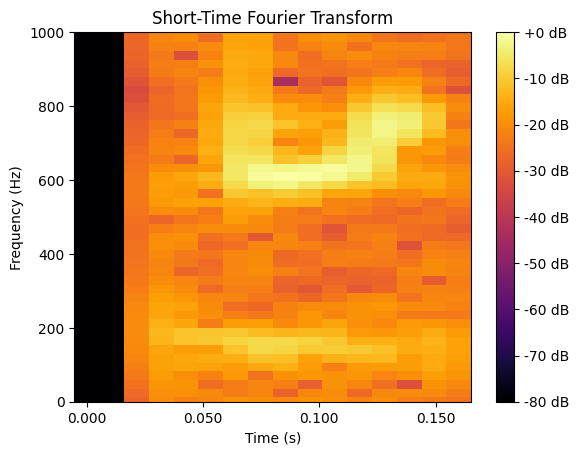 Short-Time Fourier Transform
1000
800
600
400
200
0
Frequency (Hz)
0.000
0.050
0.100
0.150
Time (s)
+0 dB
-10 dB
-20 dB
-30 dB
-40 dB
-50 dB
-60 dB
-70 dB
-80 dB